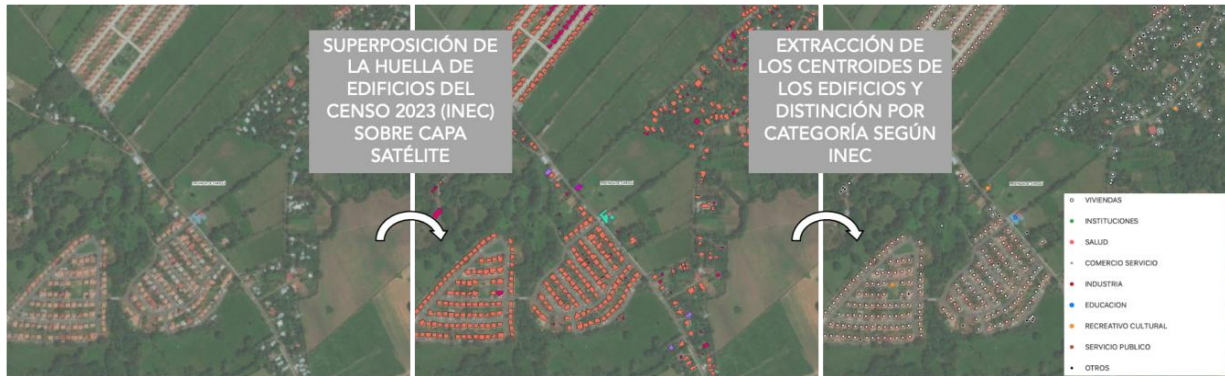 SUPERPOSICIÓN DE
LA HUELLA DE
EDIFICIOS DEL
CENSO 2023 (INEC)
SOBRE CAPA
SATÉLITE
EXTRACCIÓN DE
LOS CENTROIDES DE
LOS EDIFICIOS Y
DISTINCIÓN POR
CATEGORÍA SEGÚN
INEC
VIVIENDAS
INSTITUCIONES
SALUD
COMERCIO SERVICIO
INDUSTRIA
EDUCACION
RECREATIVO CULTURAL
SERVICIO PUBLICO
OTROS